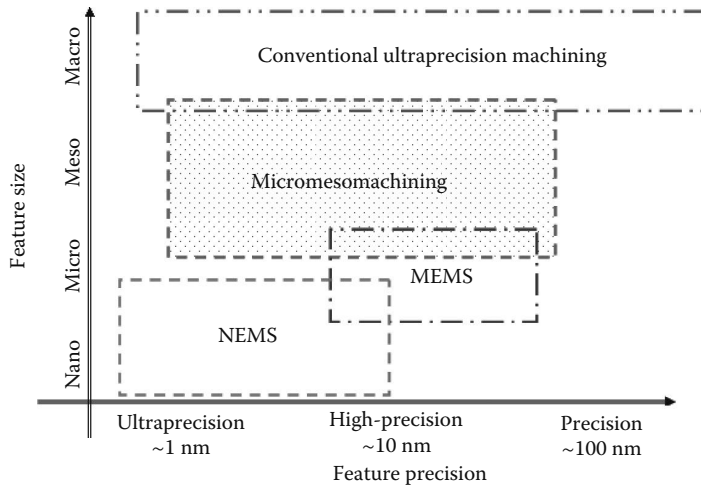 Conventional ultraprecision machining
Micromesomachining
MEMS
NEMS
Feature size
Macro
Meso
Micro
Nano
Ultraprecision
~1 nm
High-precision
~10 nm
Precision
~100 nm
Feature precision